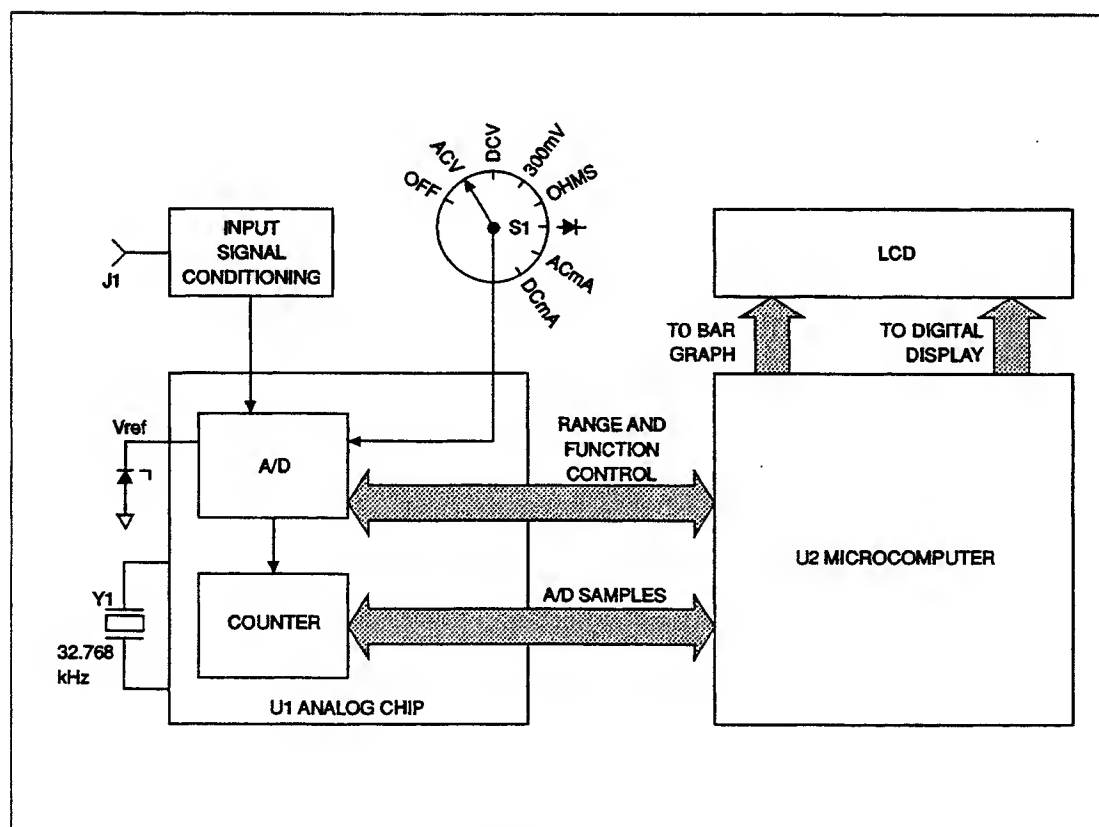 OFF
ACV
DCV
300mV
OHMS
S1
ACmA
DCmA
J1
INPUT
SIGNAL
CONDITIONING
LCD
TO BAR
GRAPH
TO DIGITAL
DISPLAY
Vref
A/D
RANGE AND
FUNCTION
CONTROL
U2 MICROCOMPUTER
Y1
32.768
kHz
COUNTER
A/D SAMPLES
U1 ANALOG CHIP